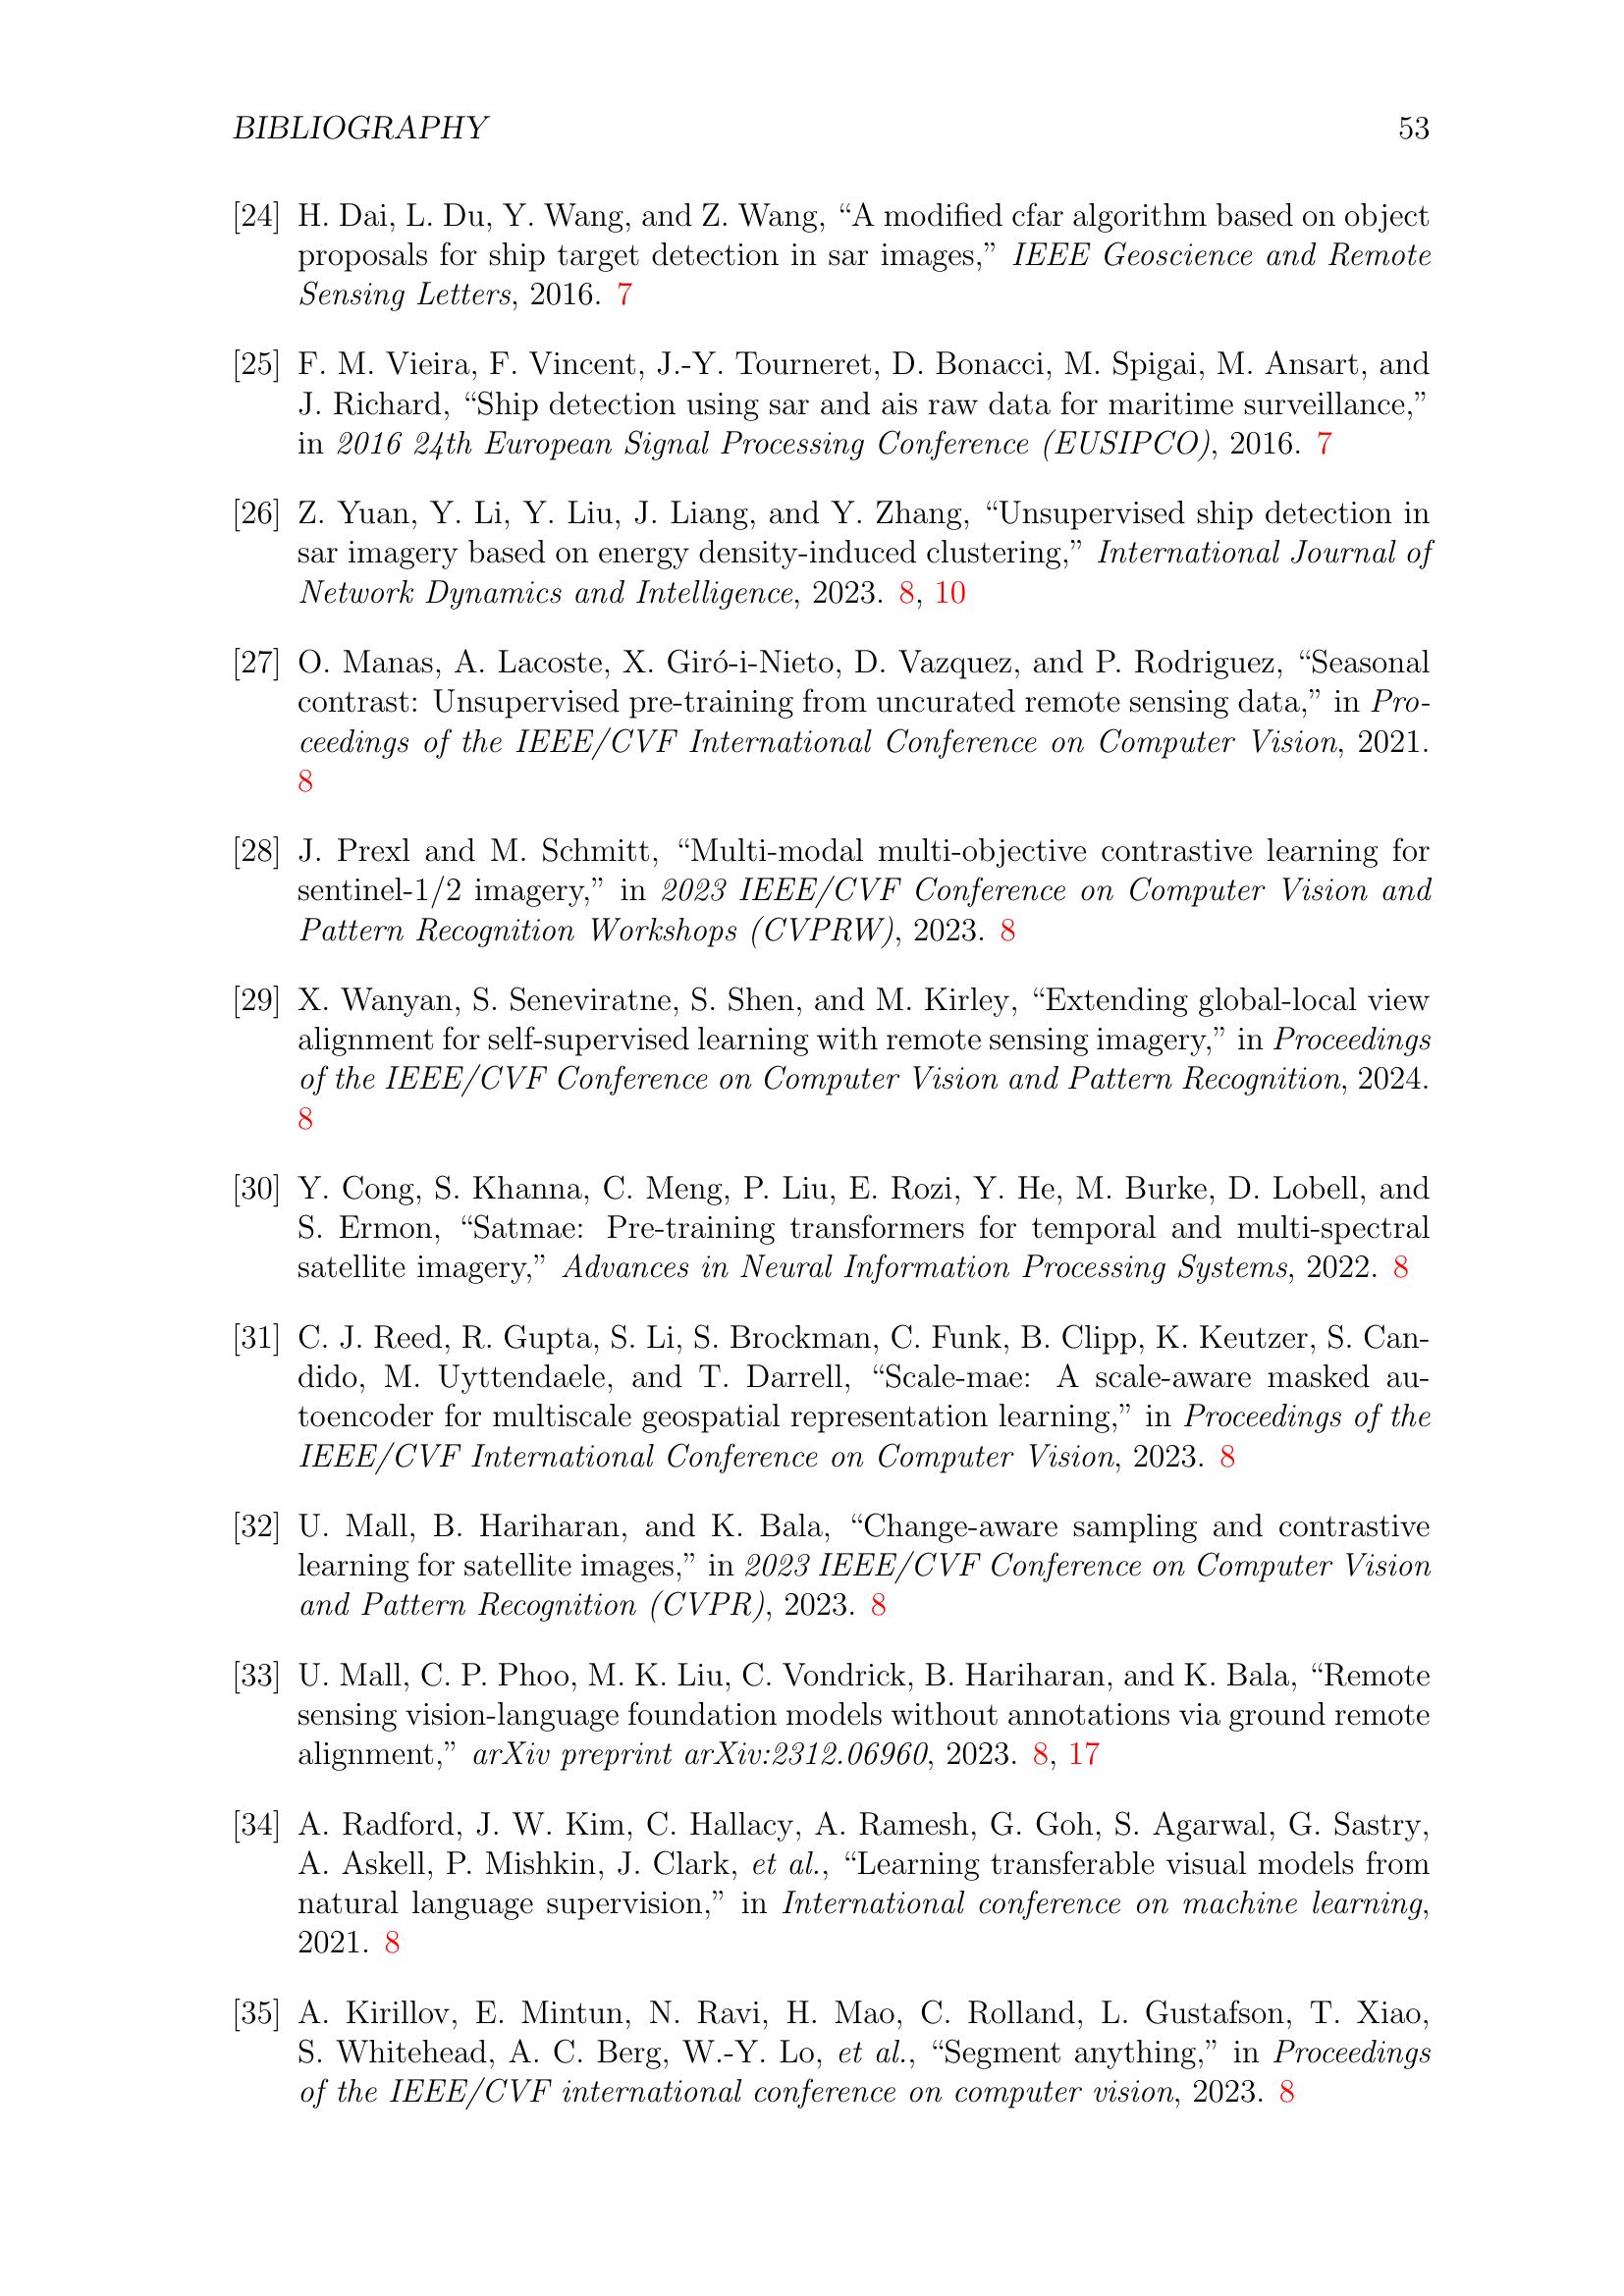 BIBLIOGRAPHY 53
[24] H. Dai, L. Du, Y. Wang, and Z. Wang, “A modified cfar algorithm based on object
proposals for ship target detection in sar images,” IEEE Geoscience and Remote
Sensing Letters, 2016. 7
[25] F. M. Vieira, F. Vincent, J.-Y. Tourneret, D. Bonacci, M. Spigai, M. Ansart, and
J. Richard, “Ship detection using sar and ais raw data for maritime surveillance,”
in 2016 24th European Signal Processing Conference (EUSIPCO), 2016. 7
[26] Z. Yuan, Y. Li, Y. Liu, J. Liang, and Y. Zhang, “Unsupervised ship detection in
sar imagery based on energy density-induced clustering,” International Journal of
Network Dynamics and Intelligence, 2023. 8, 10
[27] O. Manas, A. Lacoste, X. Giró-i-Nieto, D. Vazquez, and P. Rodriguez, “Seasonal
contrast: Unsupervised pre-training from uncurated remote sensing data,” in Pro-
ceedings of the IEEE/CVF International Conference on Computer Vision, 2021.
8
[28] J. Prexl and M. Schmitt, “Multi-modal multi-objective contrastive learning for
sentinel-1/2 imagery,” in 2023 IEEE/CVF Conference on Computer Vision and
Pattern Recognition Workshops (CVPRW), 2023. 8
[29] X. Wanyan, S. Seneviratne, S. Shen, and M. Kirley, “Extending global-local view
alignment for self-supervised learning with remote sensing imagery,” in Proceedings
of the IEEE/CVF Conference on Computer Vision and Pattern Recognition, 2024.
8
[30] Y. Cong, S. Khanna, C. Meng, P. Liu, E. Rozi, Y. He, M. Burke, D. Lobell, and
S. Ermon, “Satmae: Pre-training transformers for temporal and multi-spectral
satellite imagery,” Advances in Neural Information Processing Systems, 2022. 8
[31] C. J. Reed, R. Gupta, S. Li, S. Brockman, C. Funk, B. Clipp, K. Keutzer, S. Can-
dido, M. Uyttendaele, and T. Darrell, “Scale-mae: A scale-aware masked au-
toencoder for multiscale geospatial representation learning,” in Proceedings of the
IEEE/CVF International Conference on Computer Vision, 2023. 8
[32] U. Mall, B. Hariharan, and K. Bala, “Change-aware sampling and contrastive
learning for satellite images,” in 2023 IEEE/CVF Conference on Computer Vision
and Pattern Recognition (CVPR), 2023. 8
[33] U. Mall, C. P. Phoo, M. K. Liu, C. Vondrick, B. Hariharan, and K. Bala, “Remote
sensing vision-language foundation models without annotations via ground remote
alignment,” arXiv preprint arXiv:2312.06960, 2023. 8, 17
[34] A. Radford, J. W. Kim, C. Hallacy, A. Ramesh, G. Goh, S. Agarwal, G. Sastry,
A. Askell, P. Mishkin, J. Clark, et al., “Learning transferable visual models from
natural language supervision,” in International conference on machine learning,
2021. 8
[35] A. Kirillov, E. Mintun, N. Ravi, H. Mao, C. Rolland, L. Gustafson, T. Xiao,
S. Whitehead, A. C. Berg, W.-Y. Lo, et al., “Segment anything,” in Proceedings
of the IEEE/CVF international conference on computer vision, 2023. 8